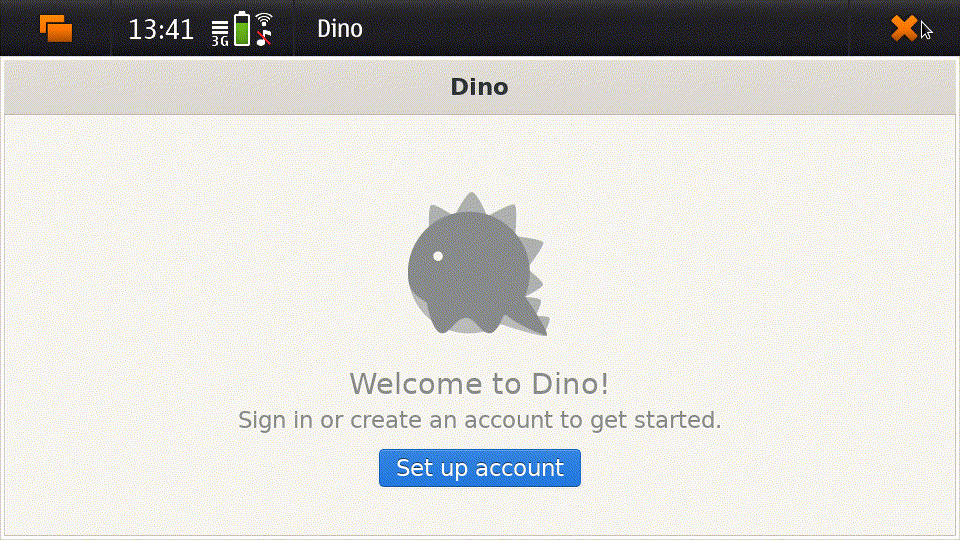 13:41
3G
Dino
Dino
Welcome to Dino!
Sign in or create an account to get started.
Set up account